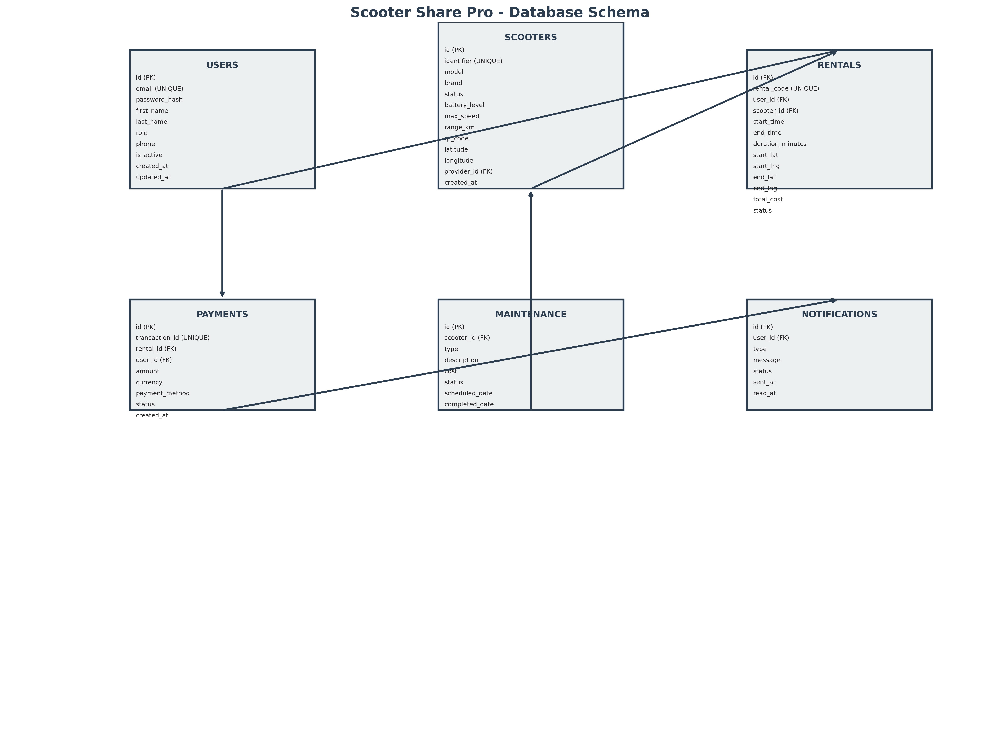 Scooter Share Pro - Database Schema
USERS
id (PK)
email (UNIQUE)
password_hash
first_name
last_name
role
phone
is_active
created_at
updated_at
SCOOTERS
id (PK)
identifier (UNIQUE)
model
brand
status
battery_level
max_speed
range_km
qr_code
latitude
longitude
provider_id (FK)
created_at
RENTALS
id (PK)
rental_code (UNIQUE)
user_id (FK)
scooter_id (FK)
start_time
end_time
duration_minutes
start_lat
start_lng
end_lat
end_lng
total_cost
status
PAYMENTS
id (PK)
transaction_id (UNIQUE)
rental_id (FK)
user_id (FK)
amount
currency
payment_method
status
created_at
MAINTENANCE
id (PK)
scooter_id (FK)
type
description
cost
status
scheduled_date
completed_date
NOTIFICATIONS
id (PK)
user_id (FK)
type
message
status
sent_at
read_at